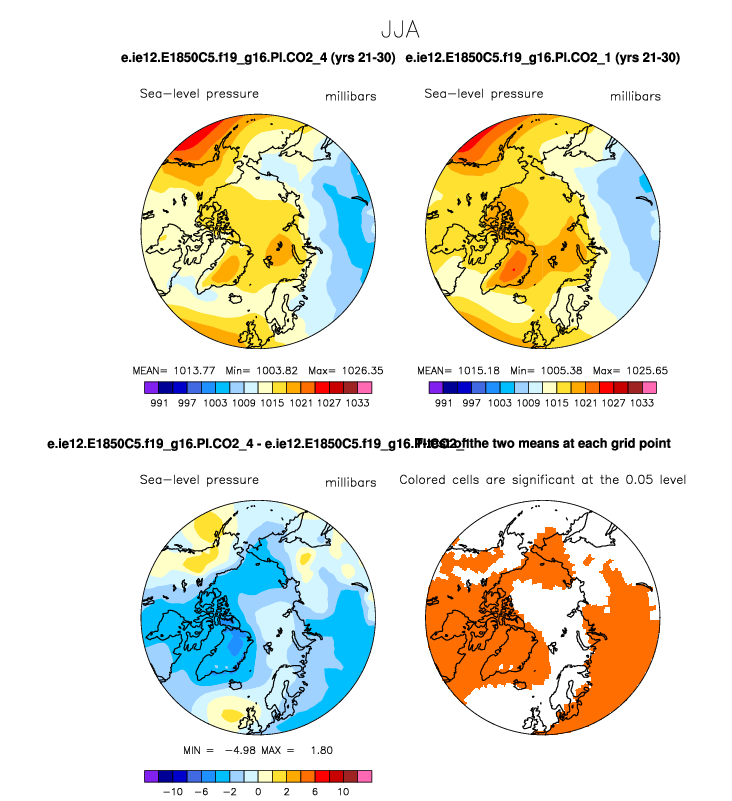 JJA
e.ie12.E1850C5.f19_g16.PI.CO2_4 (yrs 21-30) e.ie12.E1850C5.f19_g16.PI.CO2_1 (yrs 21-30)
Sea-level pressure millibars Sea-level pressure millibars
MEAN= 1013.77 Min= 1003.82 Max= 1026.35 MEAN= 1015.18 Min= 1005.38 Max= 1025.65
991 997 1003 1009 1015 1021 1027 1033 991 997 1003 1009 1015 1021 1027 1033
e.ie12.E1850C5.f19_g16.PI.CO2_4 - e.ie12.E1850C5.f19_g16.PI.CO2_ of the two means at each grid point
Sea-level pressure millibars Colored cells are significant at the 0.05 level
MIN = -4.98 MAX = 1.80
-10 -6 -2 0 2 6 10